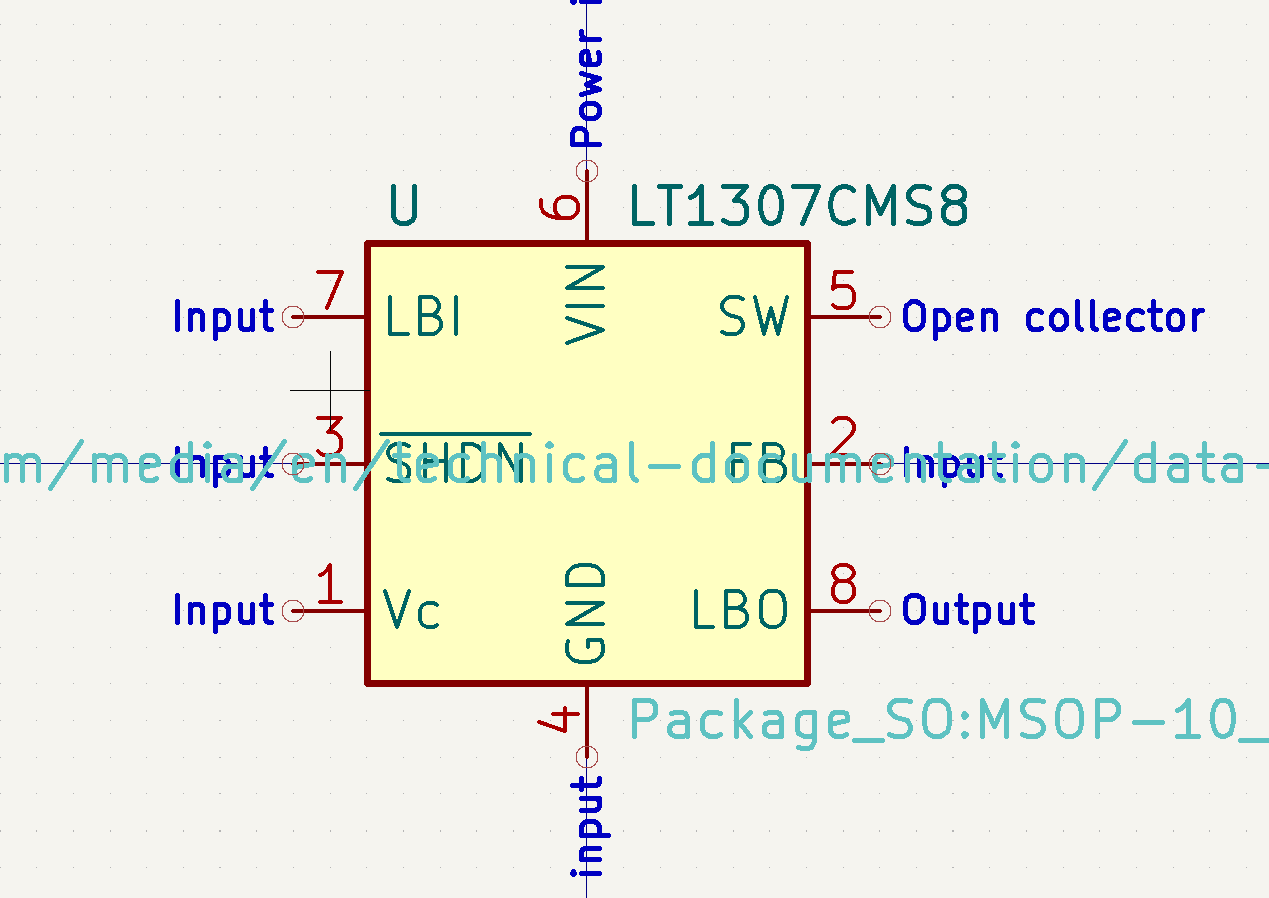 Power i
U
6
LT1307CMS8
Input
7
LBI
VIN
SW
5
Open collector
Input
3
SHDN
FB
2
Input
m/media/en/technical-documentation/data-
Input
1
Vc
GND
LBO
8
Output
4
Package_SO:MSOP-10_
input